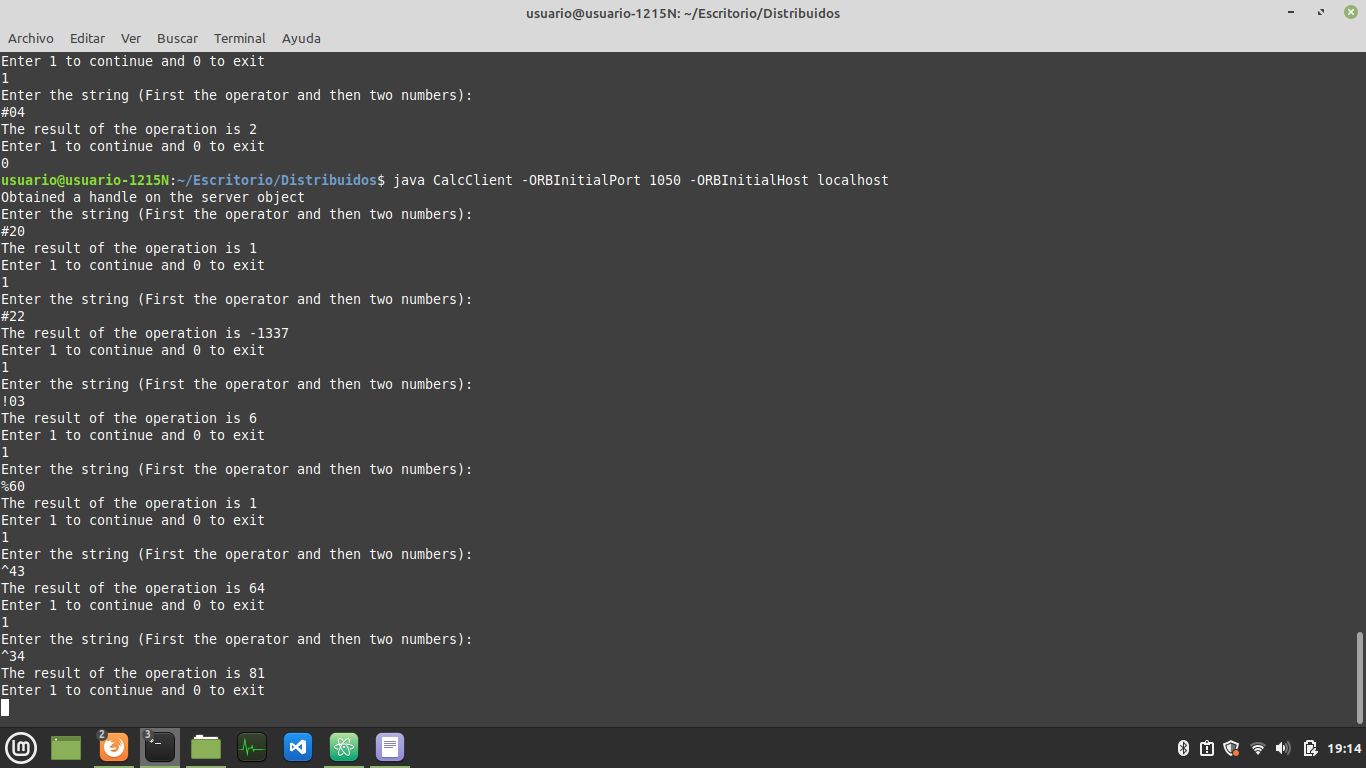 usuario@usuario-1215N: ~/Escritorio/Distribuidos
Archivo Editar Ver Buscar Terminal Ayuda
Enter 1 to continue and 0 to exit
1
Enter the string (First the operator and then two numbers):
#04
The result of the operation is 2
Enter 1 to continue and 0 to exit
0
usuario@usuario-1215N:~/Escritorio/Distribuidos$ java CalcClient -ORBInitialPort 1050 -ORBInitialHost localhost
Obtained a handle on the server object
Enter the string (First the operator and then two numbers):
#20
The result of the operation is 1
Enter 1 to continue and 0 to exit
1
Enter the string (First the operator and then two numbers):
#22
The result of the operation is -1337
Enter 1 to continue and 0 to exit
1
Enter the string (First the operator and then two numbers):
!03
The result of the operation is 6
Enter 1 to continue and 0 to exit
1
Enter the string (First the operator and then two numbers):
%60
The result of the operation is 1
Enter 1 to continue and 0 to exit
1
Enter the string (First the operator and then two numbers):
^43
The result of the operation is 64
Enter 1 to continue and 0 to exit
1
Enter the string (First the operator and then two numbers):
^34
The result of the operation is 81
Enter 1 to continue and 0 to exit
2 3 19:14